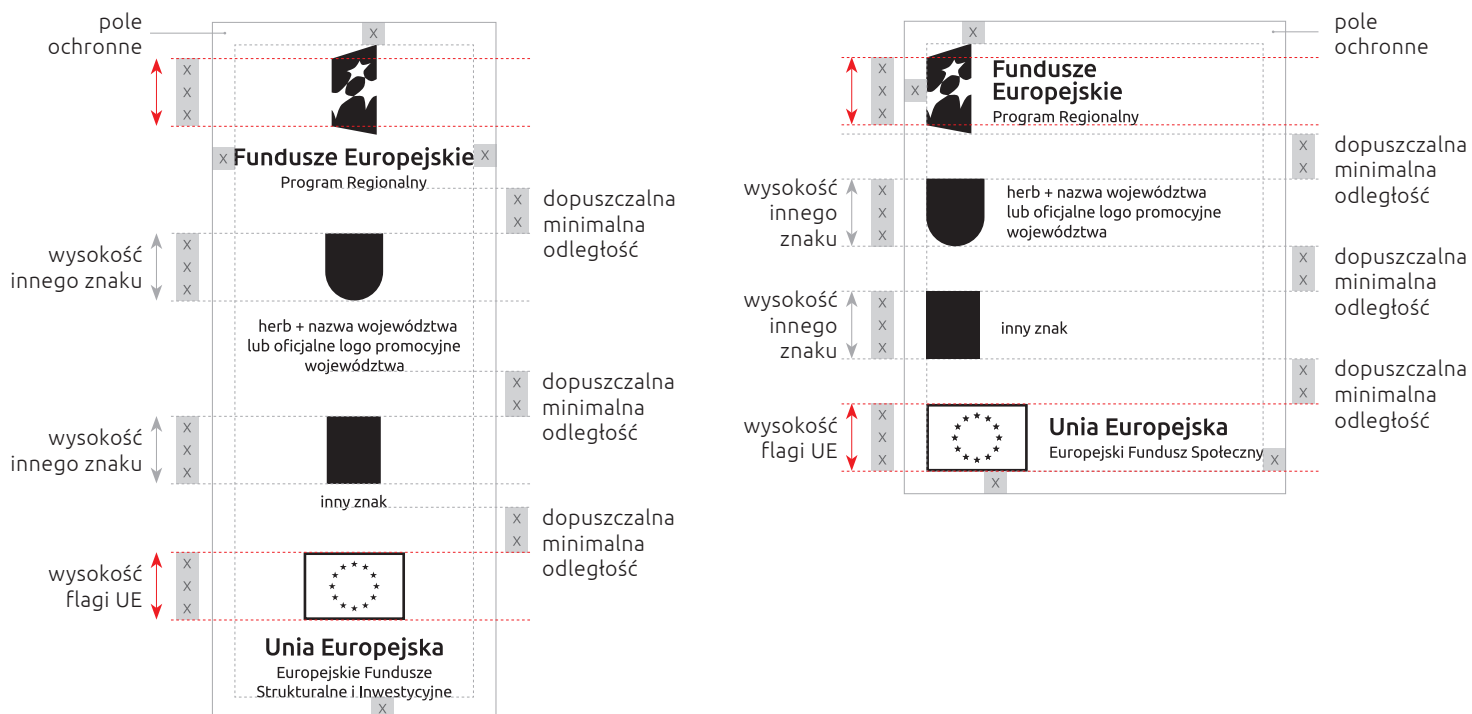 pole
ochronne
X
X
X
X
X
Fundusze Europejskie
X
Program Regionalny
X
X
dopuszczalna
minimalna
odległość
wysokość
innego znaku
X
X
X
herb + nazwa województwa
lub oficjalne logo promocyjne
województwa
X
X
dopuszczalna
minimalna
odległość
wysokość
innego znaku
X
X
X
inny znak
X
X
dopuszczalna
minimalna
odległość
wysokość
flagi UE
X
X
X
Unia Europejska
Europejskie Fundusze
Strukturalne i Inwestycyjne
X
X
pole
ochronne
X
X
X
X
Fundusze
Europejskie
Program Regionalny
X
X
dopuszczalna
minimalna
odległość
wysokość
innego
znaku
X
X
X
herb + nazwa województwa
lub oficjalne logo promocyjne
województwa
X
X
dopuszczalna
minimalna
odległość
wysokość
innego
znaku
X
X
X
inny znak
X
X
dopuszczalna
minimalna
odległość
wysokość
flagi UE
X
X
X
Unia Europejska
Europejski Fundusz Społeczny
X
X